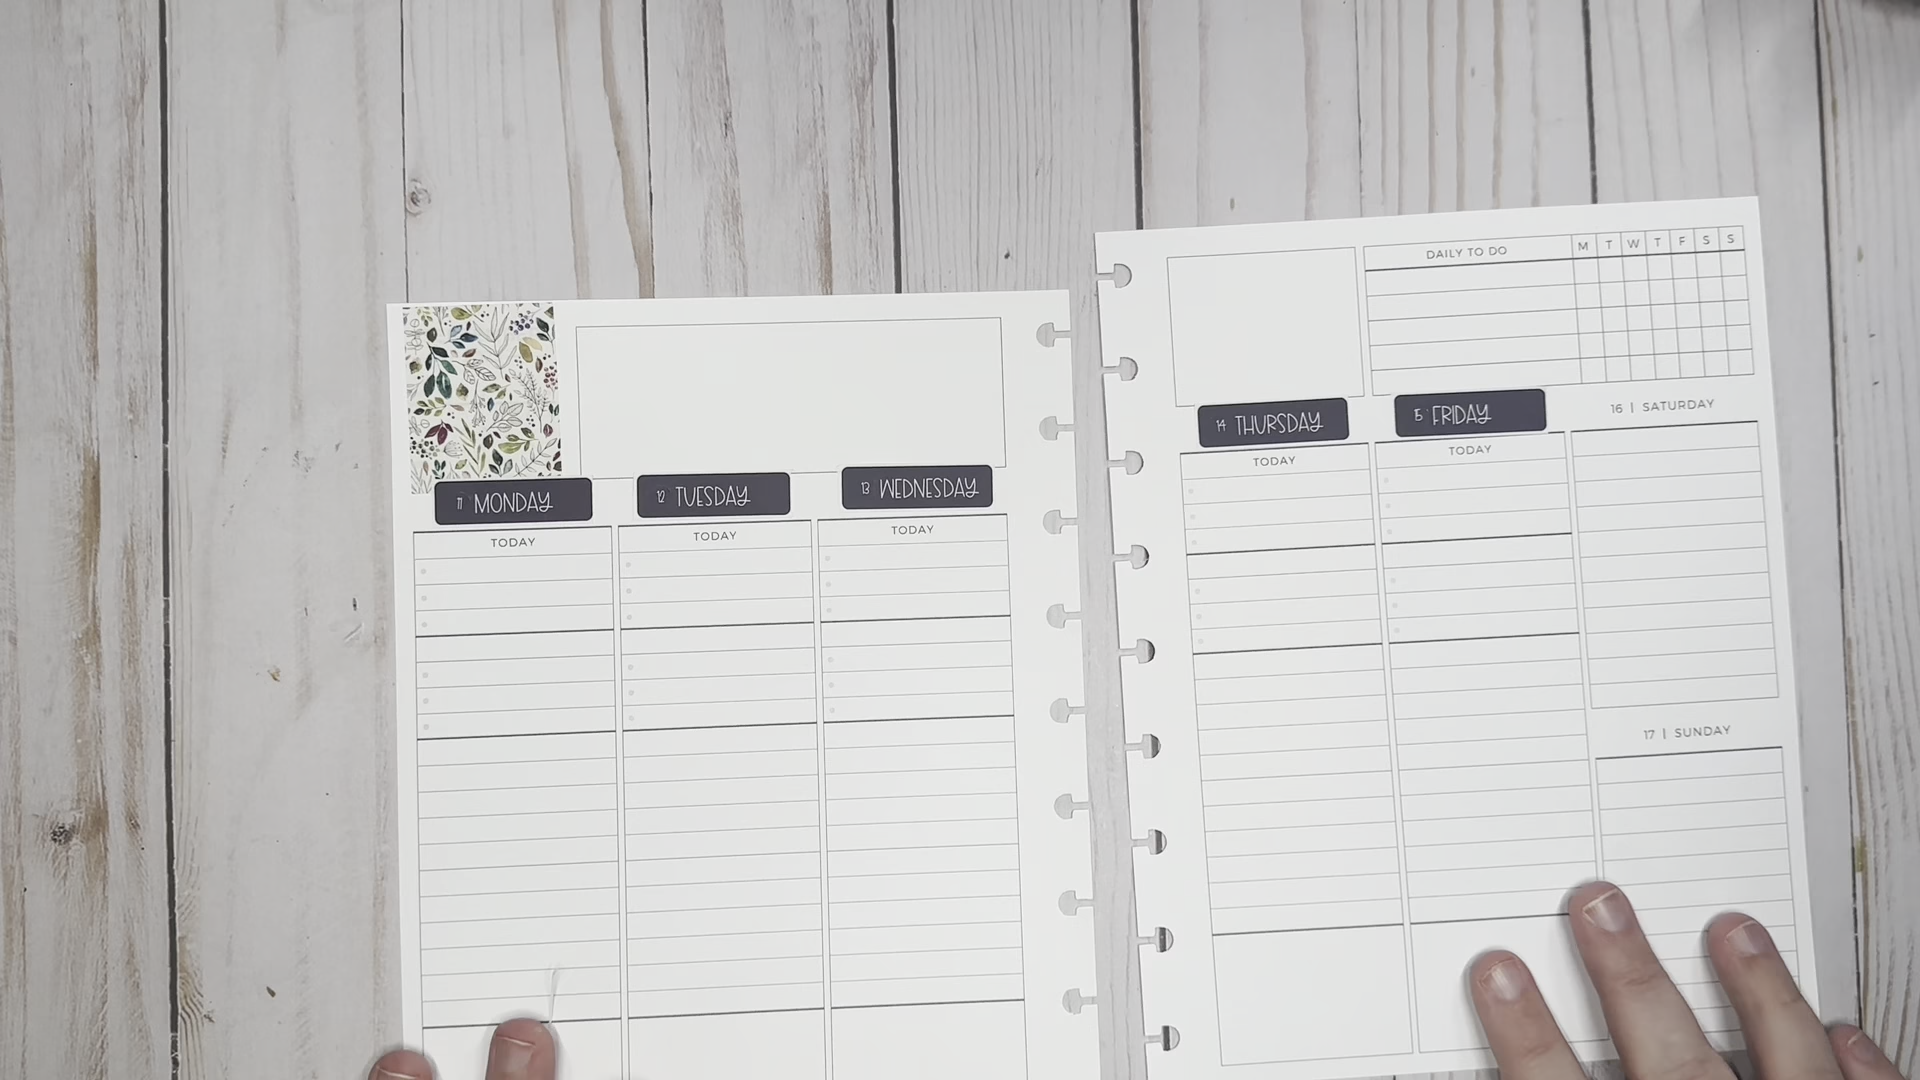 11 MONDAY
12 TUESDAY
13 WEDNESDAY
TODAY
TODAY
TODAY
DAILY TO DO M T W T F S S
14 THURSDAY
15 FRIDAY
16 | SATURDAY
TODAY
TODAY
17 | SUNDAY